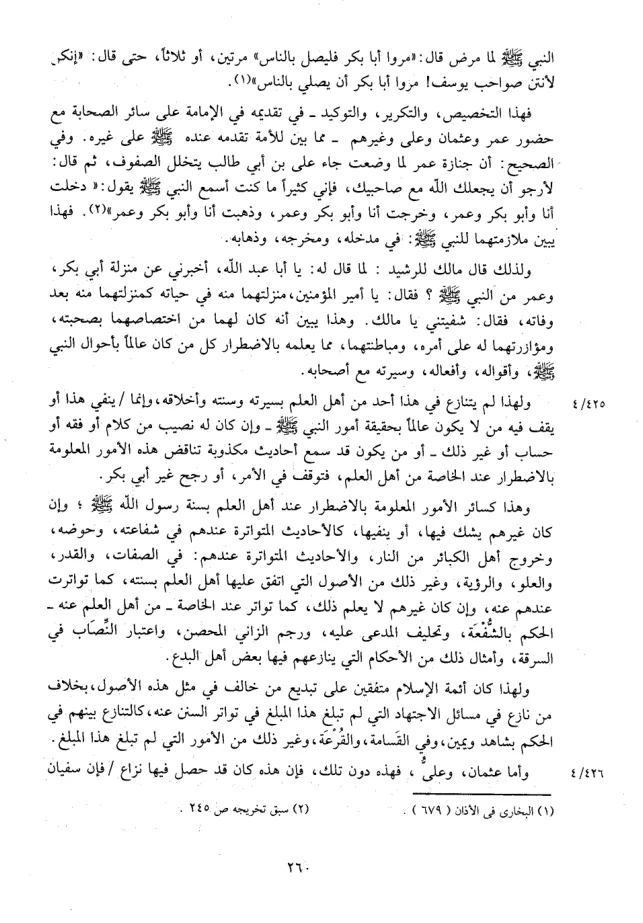 النبي ﷺ لما مرض قال: «مروا أبا بكر فليصل بالناس» مرتين، أو ثلاثاً، حتى قال: «إنكن
لأنتن صواحب يوسف! مروا أبا بكر أن يصلي بالناس»(١).
فهذا التخصيص، والتكرير، والتوكيد ـ في تقديمه في الإمامة على سائر الصحابة مع
حضور عمر وعثمان وعلى وغيرهم ـ مما بين للأمة تقدمه عنده ﷺ على غيره. وفي
الصحيح: أن جنازة عمر لما وضعت جاء على بن أبي طالب يتخلل الصفوف، ثم قال:
لأرجو أن يجعلك الله مع صاحبيك، فإني كثيراً ما كنت أسمع النبي ﷺ يقول:« دخلت
أنا وأبو بكر وعمر، وخرجت أنا وأبو بكر وعمر، وذهبت أنا وأبو بكر وعمر»(٢). فهذا
يبين ملازمتهما للنبي ﷺ: في مدخله، ومخرجه، وذهابه.
ولذلك قال مالك للرشيد : لما قال له: يا أبا عبد الله، أخبرني عن منزلة أبي بكر،
وعمر من النبي ﷺ ؟ فقال: يا أمير المؤمنين،منزلتهما منه في حياته كمنزلتهما منه بعد
وفاته، فقال: شفيتني يا مالك. وهذا يبين أنه كان لهما من اختصاصهما بصحبته،
ومؤازرتهما له على أمره، ومباطنتهما، مما يعلمه بالاضطرار كل من كان عالماً بأحوال النبي
ﷺ، وأقواله، وأفعاله، وسيرته مع أصحابه.
٤/٤٢٥ ولهذا لم يتنازع في هذا أحد من أهل العلم بسيرته وسنته وأخلاقه،وإنما /ينفي هذا أو
يقف فيه من لا يكون عالماً بحقيقة أمور النبي ﷺ ـ وإن كان له نصيب من كلام أو فقه أو
حساب أو غير ذلك ـ أو من يكون قد سمع أحاديث مكذوبة تناقض هذه الأمور المعلومة
بالاضطرار عند الخاصة من أهل العلم، فتوقف في الأمر، أو رجح غير أبي بكر.
وهذا كسائر الأمور المعلومة بالاضطرار عند أهل العلم بسنة رسول الله ﷺ ؛ وإن
كان غيرهم يشك فيها، أو ينفيها، كالأحاديث المتواترة عندهم في شفاعته، وحوضه،
وخروج أهل الكبائر من النار، والأحاديث المتواترة عندهم: في الصفات، والقدر،
والعلو، والرؤية، وغير ذلك من الأصول التي اتفق عليها أهل العلم بسنته، كما تواترت
عندهم عنه، وإن كان غيرهم لا يعلم ذلك، كما تواتر عند الخاصة ـ من أهل العلم عنه ـ
الحكم بالشُّفْعَة، وتحليف المدعى عليه، ورجم الزاني المحصن، واعتبار النِّصَاب في
السرقة، وأمثال ذلك من الأحكام التي ينازعهم فيها بعض أهل البدع.
ولهذا كان أئمة الإسلام متفقين على تبديع من خالف في مثل هذه الأصول،بخلاف
من نازع في مسائل الاجتهاد التي لم تبلغ هذا المبلغ في تواتر السنن عنه،كالتنازع بينهم في
الحكم بشاهد ويمين،وفي القَسامة، والقُرْعَة،وغير ذلك من الأمور التي لم تبلغ هذا المبلغ.
٤/٤٢٦ وأما عثمان، وعلىٌّ ، فهذه دون تلك، فإن هذه كان قد حصل فيها نزاع /فإن سفيان
(١) البخارى فى الأذان ( ٦٧٩ ) . (٢) سبق تخريجه ص ٢٤٥ .
٢٦٠